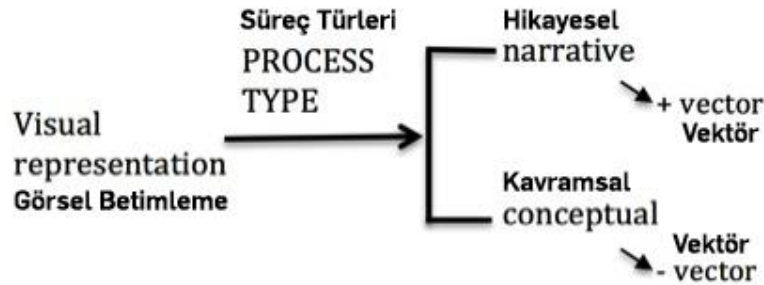 Süreç Türleri
PROCESS
TYPE
Visual
representation
Görsel Betimleme
Hikayesel
narrative
+ vector
Vektör
Kavramsal
conceptual
Vektör
- vector